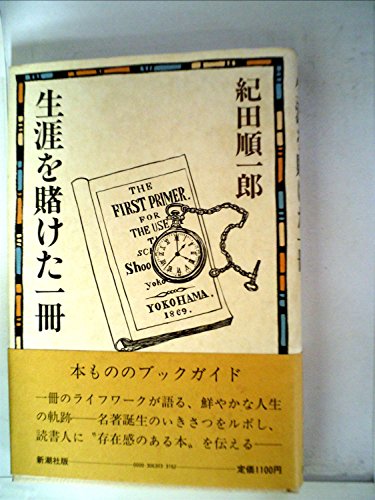 紀田順一郎
生涯を賭けた一冊
THE
FIRST PRIMER.
FOR
THE USE
Shoo
Yoko
YOKOHAMA.
1869.
本もののブックガイド
一冊のライフワークが語る、鮮やかな人生
の軌跡――名著誕生のいきさつをルポし、
読書人に〝存在感のある本〟を伝える――
新潮社版
定価1100円